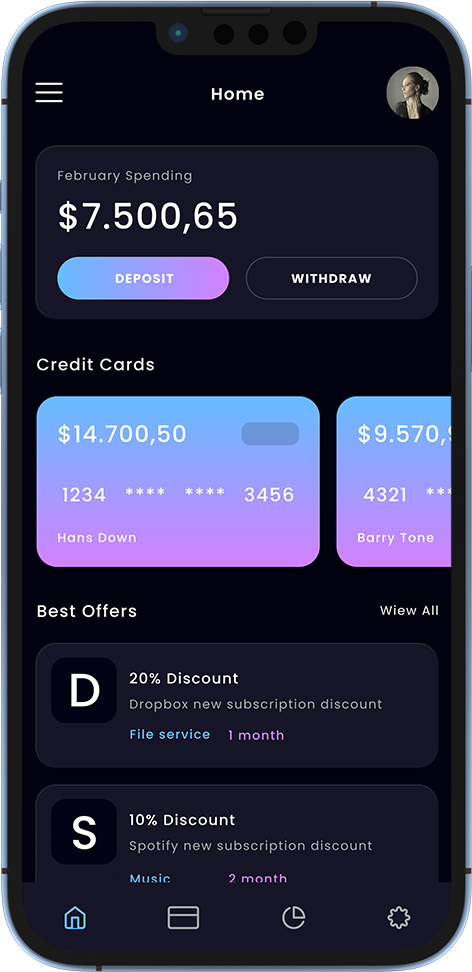 Home
February Spending
$7.500,65
DEPOSIT WITHDRAW
Credit Cards
$14.700,50 $9.570,
1234 **** **** 3456 4321 ***
Hans Down Barry Tone
Best Offers Wiew All
D
20% Discount
Dropbox new subscription discount
File service 1 month
S
10% Discount
Spotify new subscription discount
Music 2 month